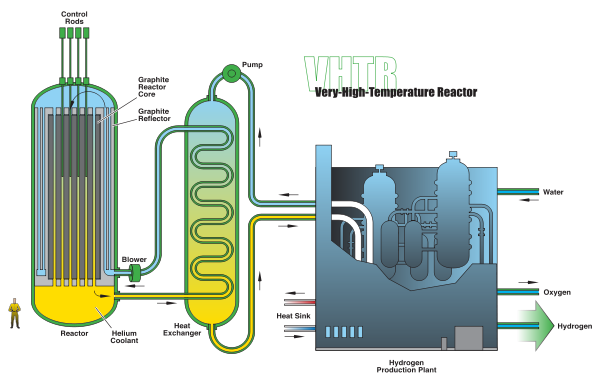 Control
Rods
Graphite
Reactor
Core
Graphite
Reflector
Pump
VHTR
Very-High-Temperature Reactor
Water
Blower
Oxygen
Heat Sink
Hydrogen
Reactor
Helium
Coolant
Heat
Exchanger
Hydrogen
Production Plant